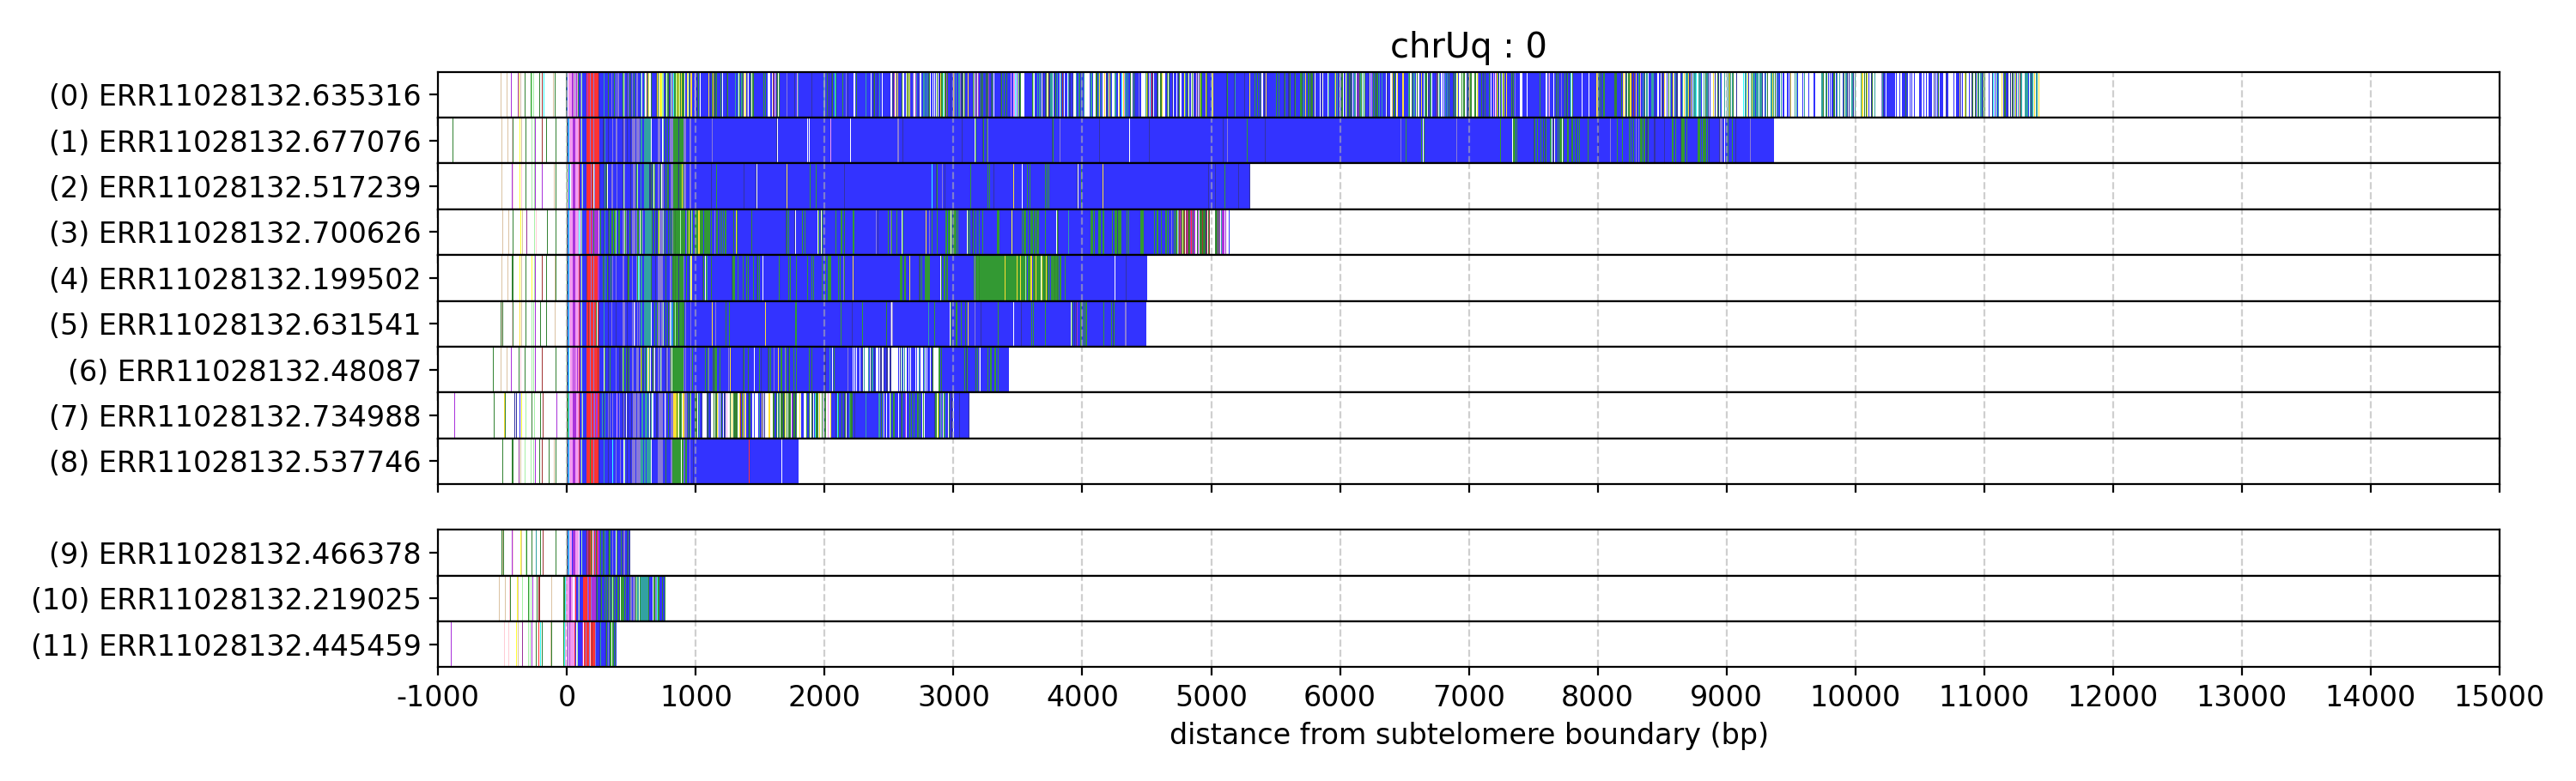 chrUq : 0
(0) ERR11028132.635316
(1) ERR11028132.677076
(2) ERR11028132.517239
(3) ERR11028132.700626
(4) ERR11028132.199502
(5) ERR11028132.631541
(6) ERR11028132.48087
(7) ERR11028132.734988
(8) ERR11028132.537746
(9) ERR11028132.466378
(10) ERR11028132.219025
(11) ERR11028132.445459
-1000 0 1000 2000 3000 4000 5000 6000 7000 8000 9000 10000 11000 12000 13000 14000 15000
distance from subtelomere boundary (bp)